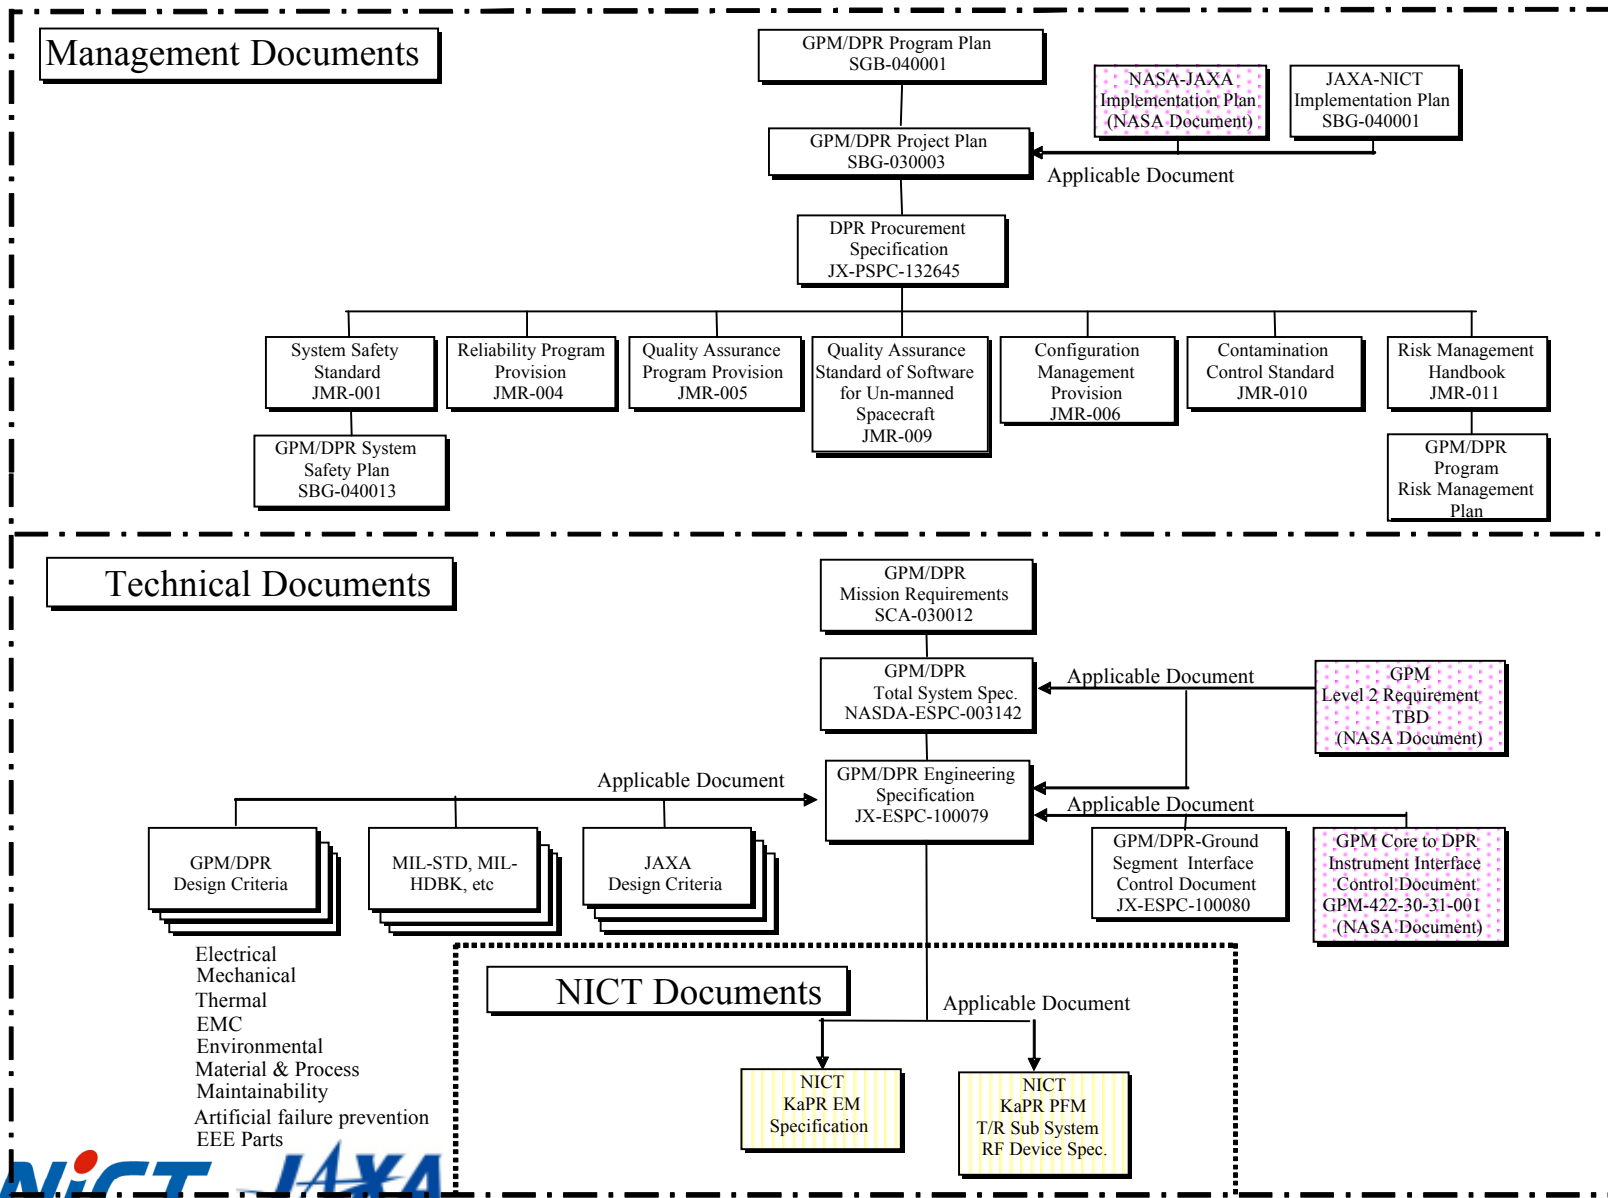 Management Documents
GPM/DPR Program Plan
SGB-040001
NASA-JAXA
Implementation Plan
(NASA Document)
JAXA-NICT
Implementation Plan
SBG-040001
GPM/DPR Project Plan
SBG-030003
Applicable Document
DPR Procurement
Specification
JX-PSPC-132645
System Safety
Standard
JMR-001
Reliability Program
Provision
JMR-004
Quality Assurance
Program Provision
JMR-005
Quality Assurance
Standard of Software
for Un-manned
Spacecraft
JMR-009
Configuration
Management
Provision
JMR-006
Contamination
Control Standard
JMR-010
Risk Management
Handbook
JMR-011
GPM/DPR System
Safety Plan
SBG-040013
GPM/DPR
Program
Risk Management
Plan
Technical Documents
GPM/DPR
Mission Requirements
SCA-030012
GPM/DPR
Total System Spec.
NASDA-ESPC-003142
Applicable Document
GPM
Level 2 Requirement
TBD
(NASA Document)
Applicable Document
GPM/DPR Engineering
Specification
JX-ESPC-100079
Applicable Document
GPM/DPR
Design Criteria
MIL-STD, MIL-
HDBK, etc
JAXA
Design Criteria
GPM/DPR-Ground
Segment Interface
Control Document
JX-ESPC-100080
GPM Core to DPR
Instrument Interface
Control Document
GPM-422-30-31-001
(NASA Document)
Electrical
Mechanical
Thermal
EMC
Environmental
Material & Process
Maintainability
Artificial failure prevention
EEE Parts
NICT Documents
Applicable Document
NICT
KaPR EM
Specification
NICT
KaPR PFM
T/R Sub System
RF Device Spec.
NiCT
JAXA